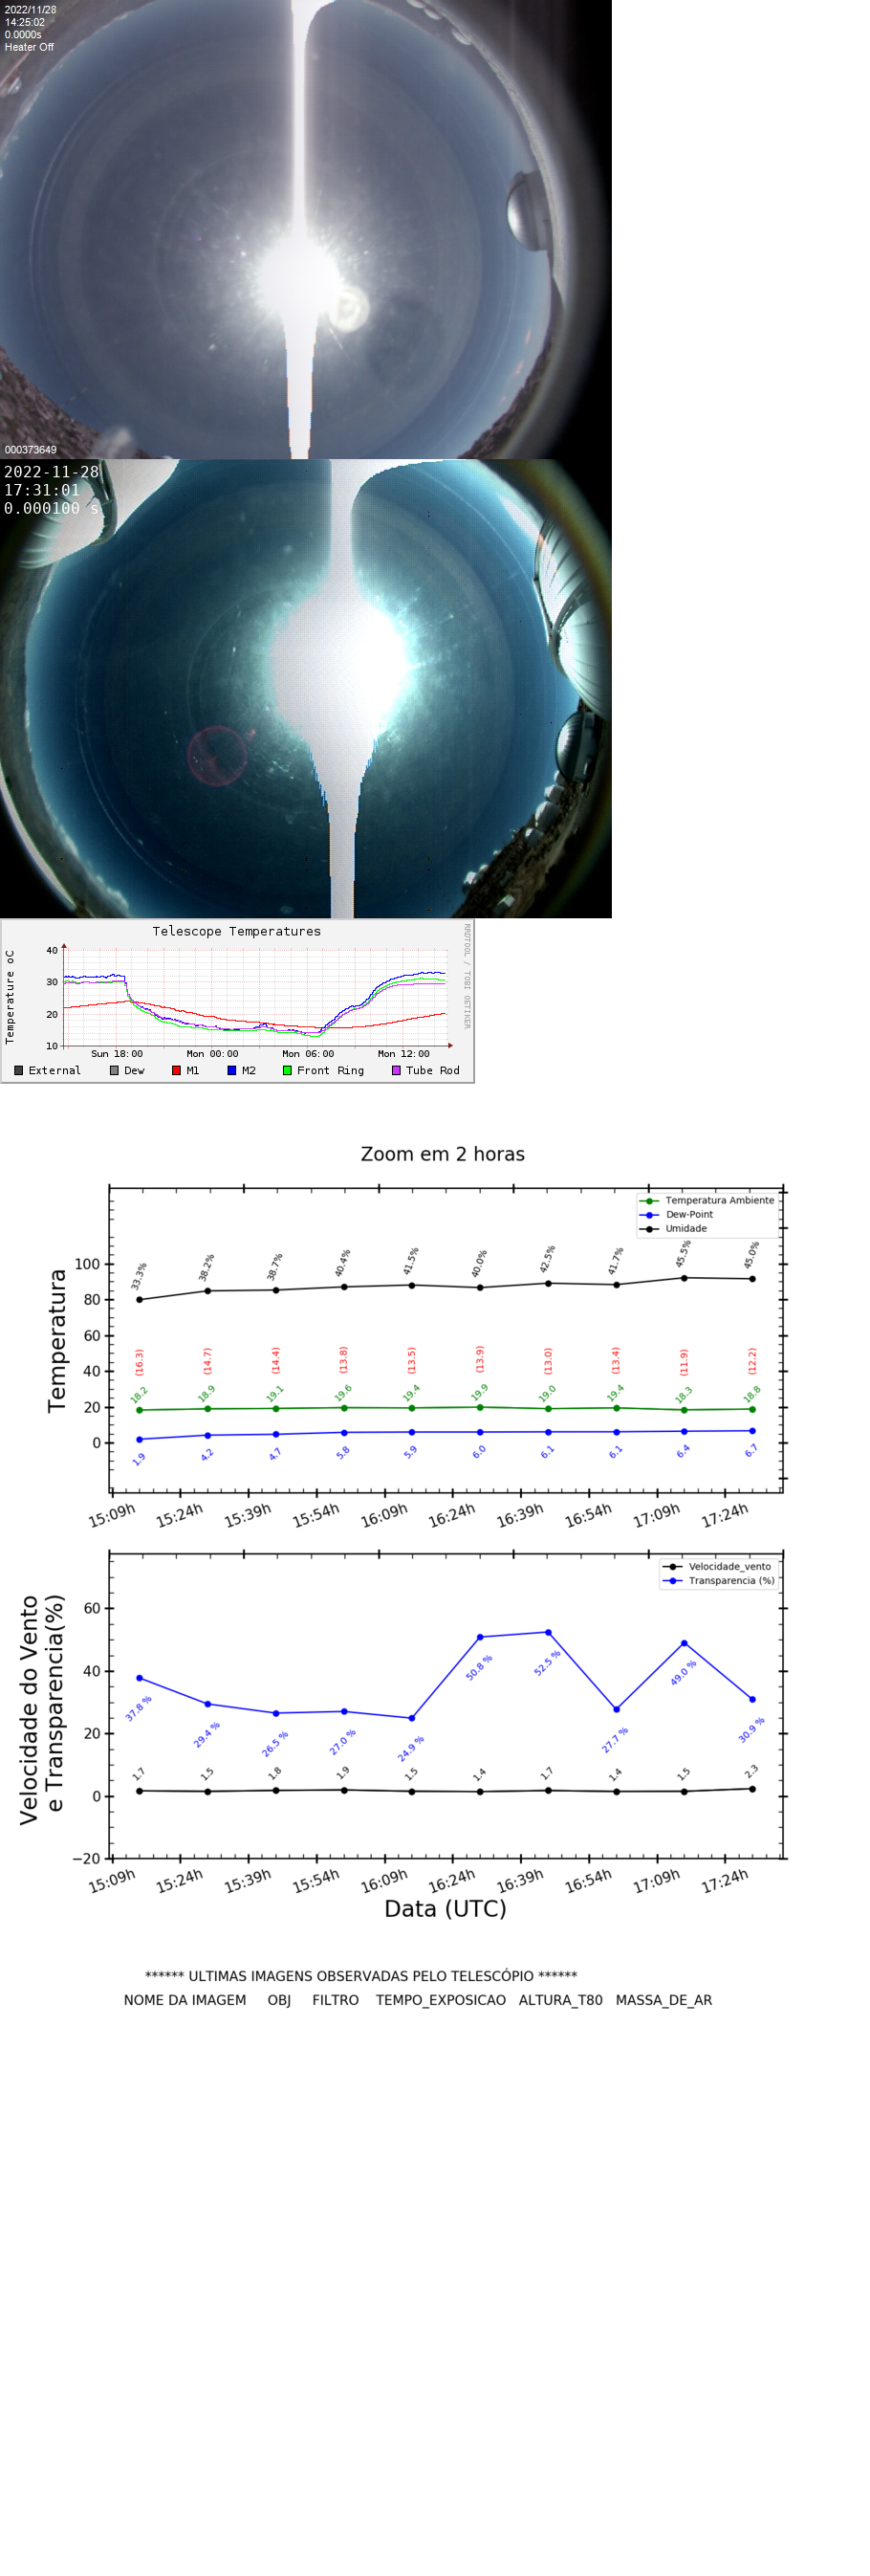 2022/11/28
14:25:02
0.0000s
Heater Off
000373649
2022-11-28
17:31:01
0.000100 s
Telescope Temperatures
RRDTOOL / TOBI OETIKER
Temperature oC
40
30
20
10
Sun 18:00 Mon 00:00 Mon 06:00 Mon 12:00
External Dew M1 M2 Front Ring Tube Rod
Zoom em 2 horas
Temperatura Ambiente
Dew-Point
Umidade
Temperatura
100
80
60
40
20
0
33.3% 38.2% 38.7% 40.4% 41.5% 40.0% 42.5% 41.7% 45.5% 45.0%
(16.3) (14.7) (14.4) (13.8) (13.5) (13.9) (13.0) (13.4) (11.9) (12.2)
18.2 18.9 19.1 19.6 19.4 19.9 19.0 19.4 18.3 18.8
1.9 4.2 4.7 5.8 5.9 6.0 6.1 6.1 6.4 6.7
15:09h 15:24h 15:39h 15:54h 16:09h 16:24h 16:39h 16:54h 17:09h 17:24h
Velocidade_vento
Transparencia (%)
Velocidade do Vento
e Transparencia(%)
60
40
20
0
−20
37.8 % 29.4 % 26.5 % 27.0 % 24.9 % 50.8 % 52.5 % 27.7 % 49.0 % 30.9 %
1.7 1.5 1.8 1.9 1.5 1.4 1.7 1.4 1.5 2.3
15:09h 15:24h 15:39h 15:54h 16:09h 16:24h 16:39h 16:54h 17:09h 17:24h
Data (UTC)
****** ULTIMAS IMAGENS OBSERVADAS PELO TELESCÓPIO ******
NOME DA IMAGEM OBJ FILTRO TEMPO_EXPOSICAO ALTURA_T80 MASSA_DE_AR